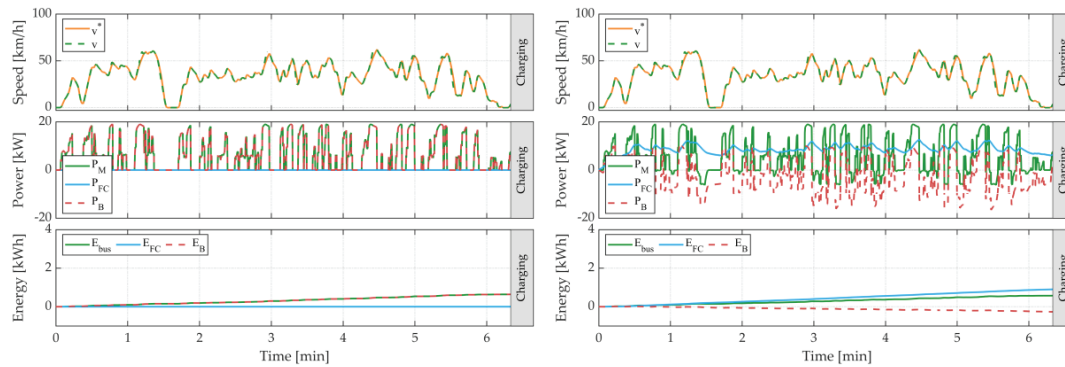 100
50
0
Speed [km/h]
v*
v
Charging
20
0
-20
Power [kW]
P_M
P_FC
P_B
Charging
4
2
0
Energy [kWh]
E_bus E_FC E_B
Charging
0 1 2 3 4 5 6
Time [min]
100
50
0
Speed [km/h]
v*
v
Charging
20
0
-20
Power [kW]
P_M
P_FC
P_B
Charging
4
2
0
Energy [kWh]
E_bus E_FC E_B
Charging
0 1 2 3 4 5 6
Time [min]